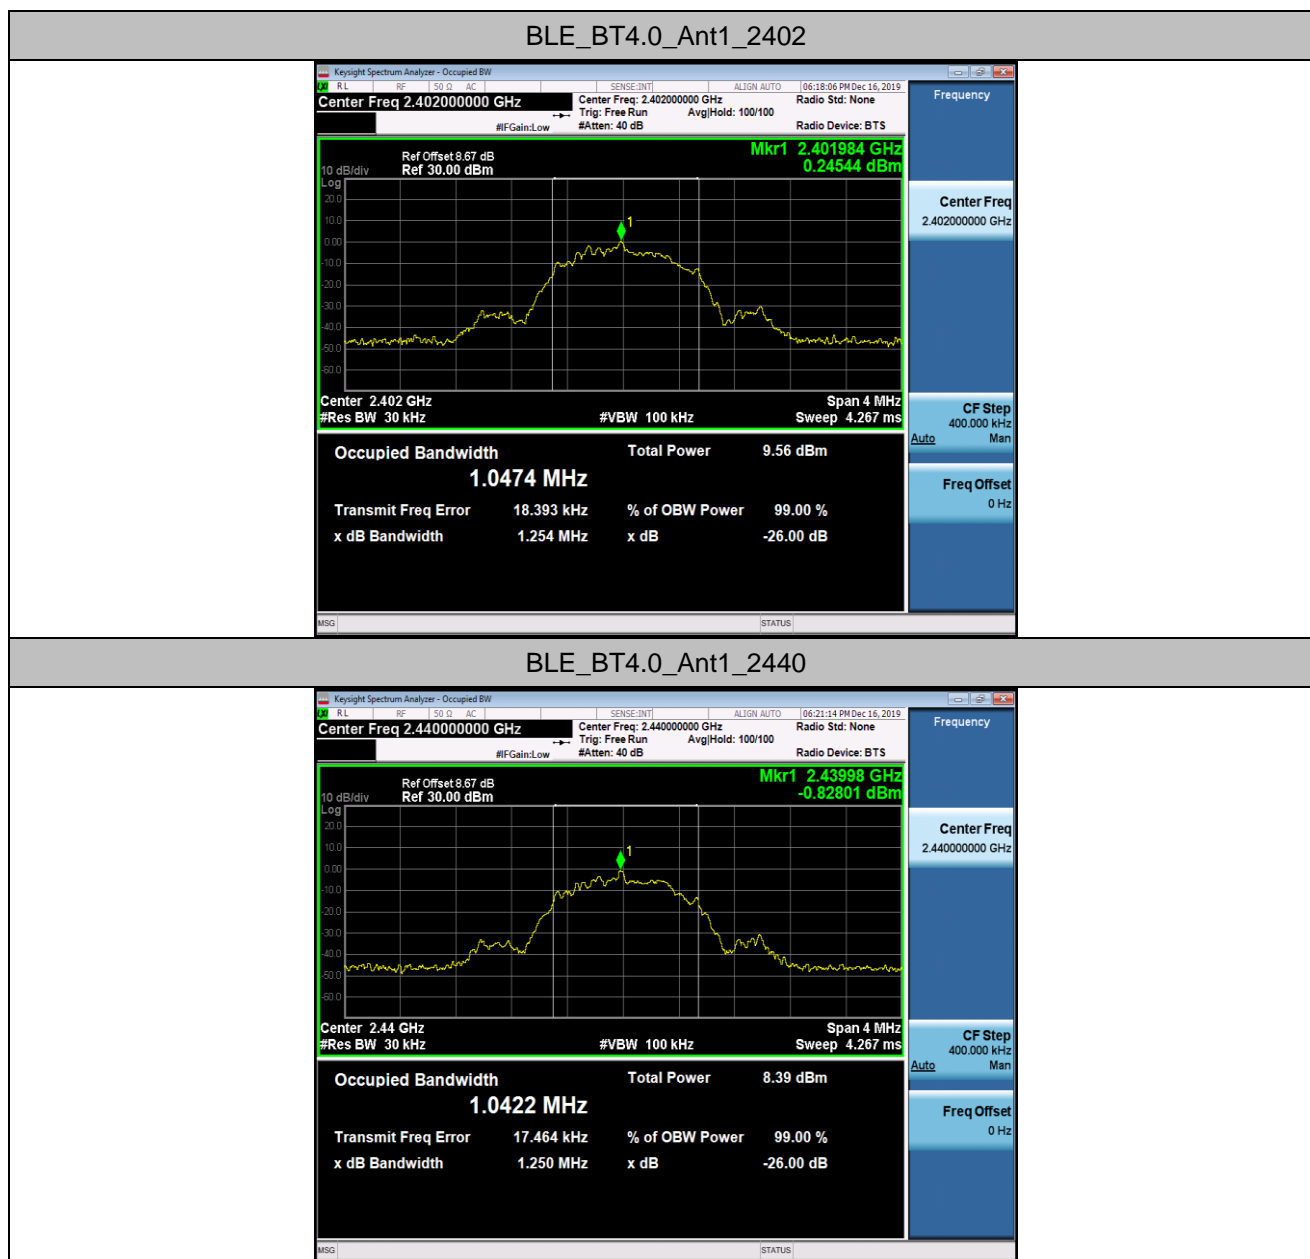 BLE_BT4.0_Ant1_2402
Keysight Spectrum Analyzer - Occupied BW
RL RF 50 Ω AC SENSE:INT ALIGN AUTO 06:18:06 PM Dec 16, 2019
Center Freq 2.402000000 GHz
Center Freq: 2.402000000 GHz Radio Std: None
Trig: Free Run Avg|Hold: 100/100
#IFGain:Low #Atten: 40 dB Radio Device: BTS
Frequency
Mkr1 2.401984 GHz
0.24544 dBm
Ref Offset 8.67 dB
10 dB/div Ref 30.00 dBm
Log
20.0
10.0
1
0.00
-10.0
-20.0
-30.0
-40.0
-50.0
-60.0
Center 2.402 GHz Span 4 MHz
#Res BW 30 kHz #VBW 100 kHz Sweep 4.267 ms
Center Freq
2.402000000 GHz
CF Step
400.000 kHz
Auto Man
Freq Offset
0 Hz
Occupied Bandwidth Total Power 9.56 dBm
1.0474 MHz
Transmit Freq Error 18.393 kHz % of OBW Power 99.00 %
x dB Bandwidth 1.254 MHz x dB -26.00 dB
MSG STATUS
BLE_BT4.0_Ant1_2440
Keysight Spectrum Analyzer - Occupied BW
RL RF 50 Ω AC SENSE:INT ALIGN AUTO 06:21:14 PM Dec 16, 2019
Center Freq 2.440000000 GHz
Center Freq: 2.440000000 GHz Radio Std: None
Trig: Free Run Avg|Hold: 100/100
#IFGain:Low #Atten: 40 dB Radio Device: BTS
Frequency
Mkr1 2.43998 GHz
-0.82801 dBm
Ref Offset 8.67 dB
10 dB/div Ref 30.00 dBm
Log
20.0
10.0
1
0.00
-10.0
-20.0
-30.0
-40.0
-50.0
-60.0
Center 2.44 GHz Span 4 MHz
#Res BW 30 kHz #VBW 100 kHz Sweep 4.267 ms
Center Freq
2.440000000 GHz
CF Step
400.000 kHz
Auto Man
Freq Offset
0 Hz
Occupied Bandwidth Total Power 8.39 dBm
1.0422 MHz
Transmit Freq Error 17.464 kHz % of OBW Power 99.00 %
x dB Bandwidth 1.250 MHz x dB -26.00 dB
MSG STATUS